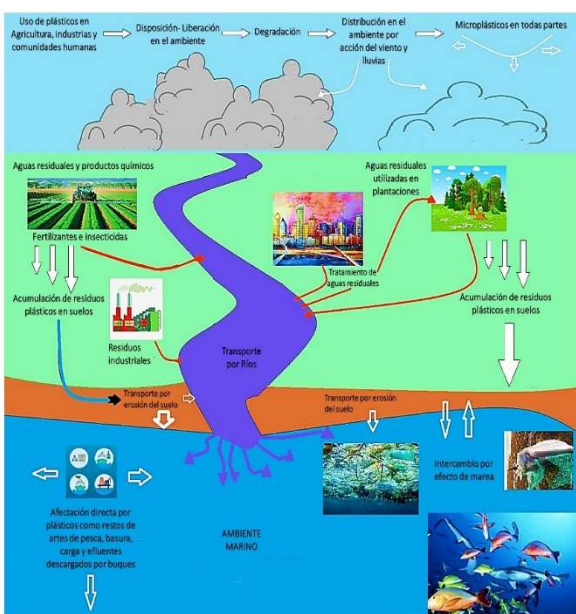 Uso de plásticos en
Agricultura, industrias y
comunidades humanas
Disposición- Liberación
en el ambiente
Degradación
Distribución en el
ambiente por
acción del viento y
lluvias
Microplásticos en todas
partes
Aguas residuales y productos químicos
Fertilizantes e insecticidas
Acumulación de residuos
plásticos en suelos
Residuos
industriales
Transporte por
erosión del suelo
Transporte
por Ríos
Tratamiento de
aguas residuales
Aguas residuales
utilizadas en
plantaciones
Acumulación de residuos
plásticos en suelos
Transporte por erosión
del suelo
Intercambio por
efecto de marea
Afectación directa por
plásticos como restos de
artes de pesca, basura,
carga y efluentes
descargados por buques
AMBIENTE
MARINO